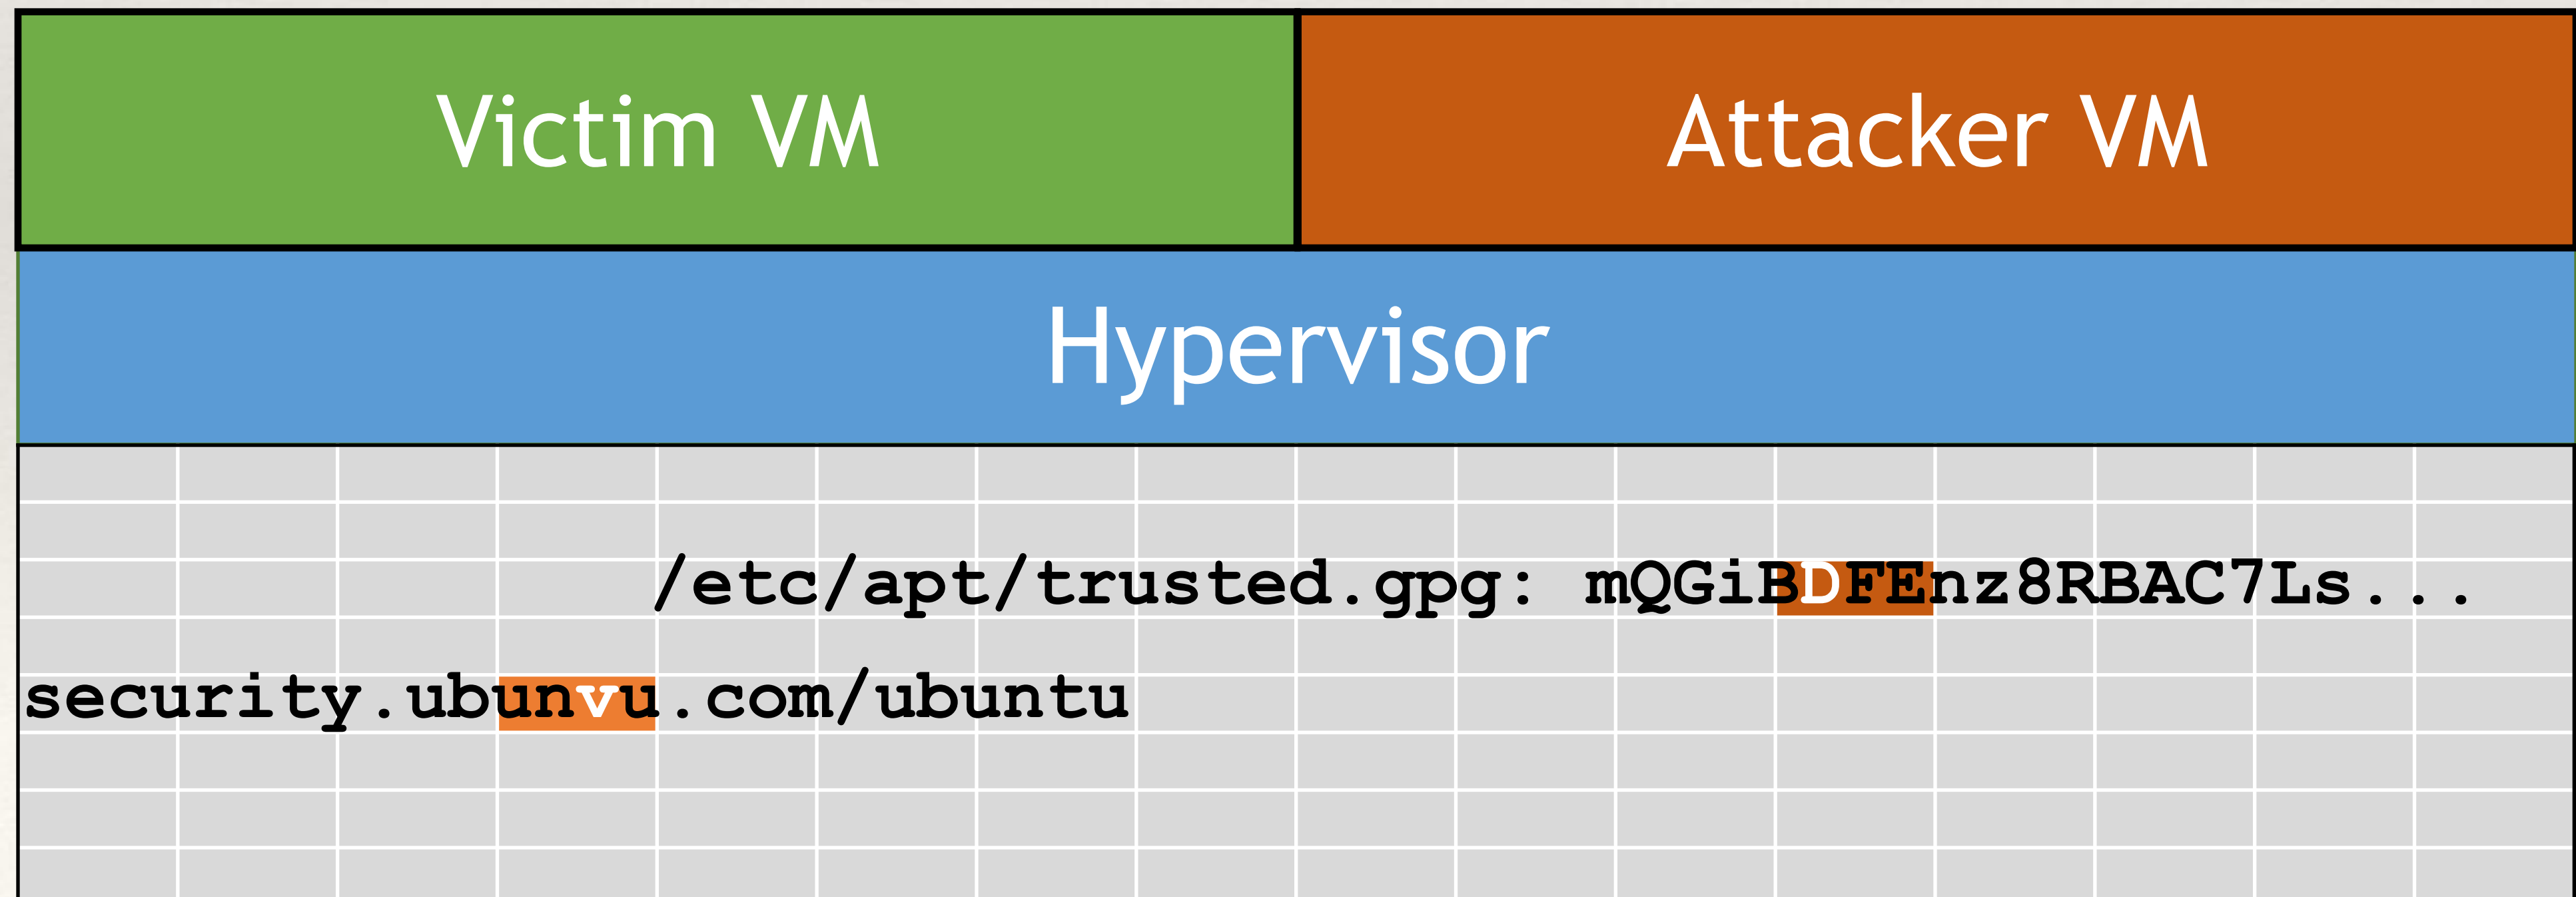 Victim VM
Attacker VM
Hypervisor
/etc/apt/trusted.gpg: mQGiBDFEnz8RBAC7Ls...
security.ubunvu.com/ubuntu